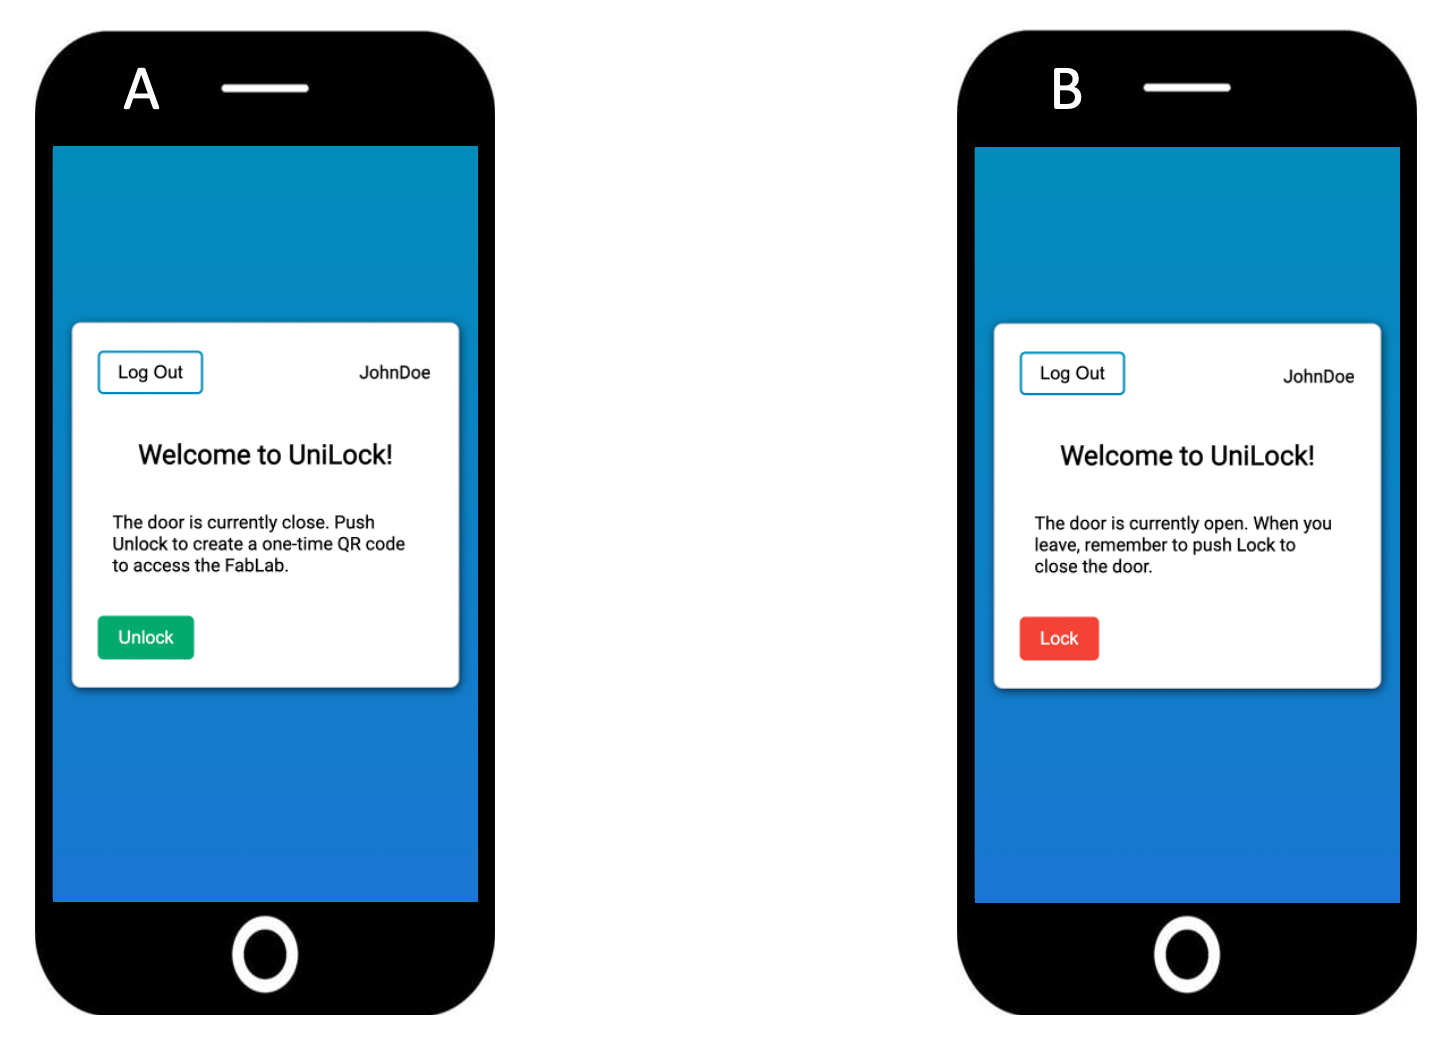 A
Log Out
JohnDoe
Welcome to UniLock!
The door is currently close. Push
Unlock to create a one-time QR code
to access the FabLab.
Unlock
B
Log Out
JohnDoe
Welcome to UniLock!
The door is currently open. When you
leave, remember to push Lock to
close the door.
Lock